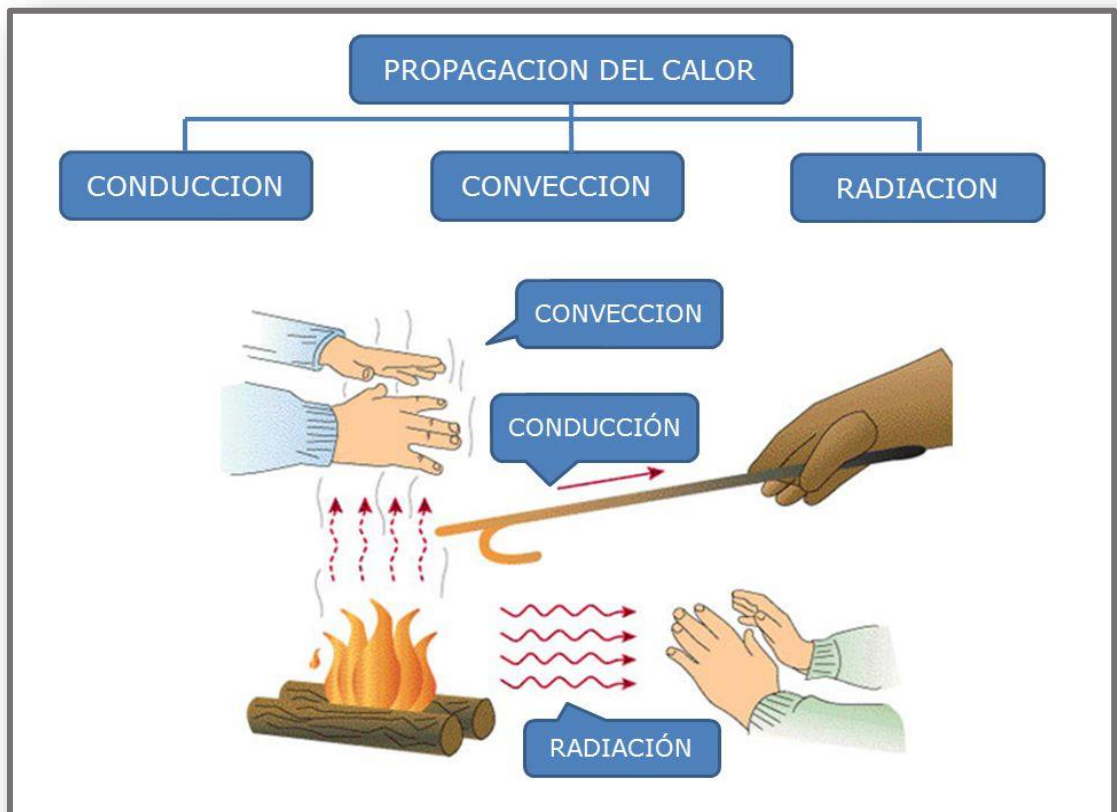 PROPAGACION DEL CALOR
CONDUCCION
CONVECCION
RADIACION
CONVECCION
CONDUCCIÓN
RADIACIÓN